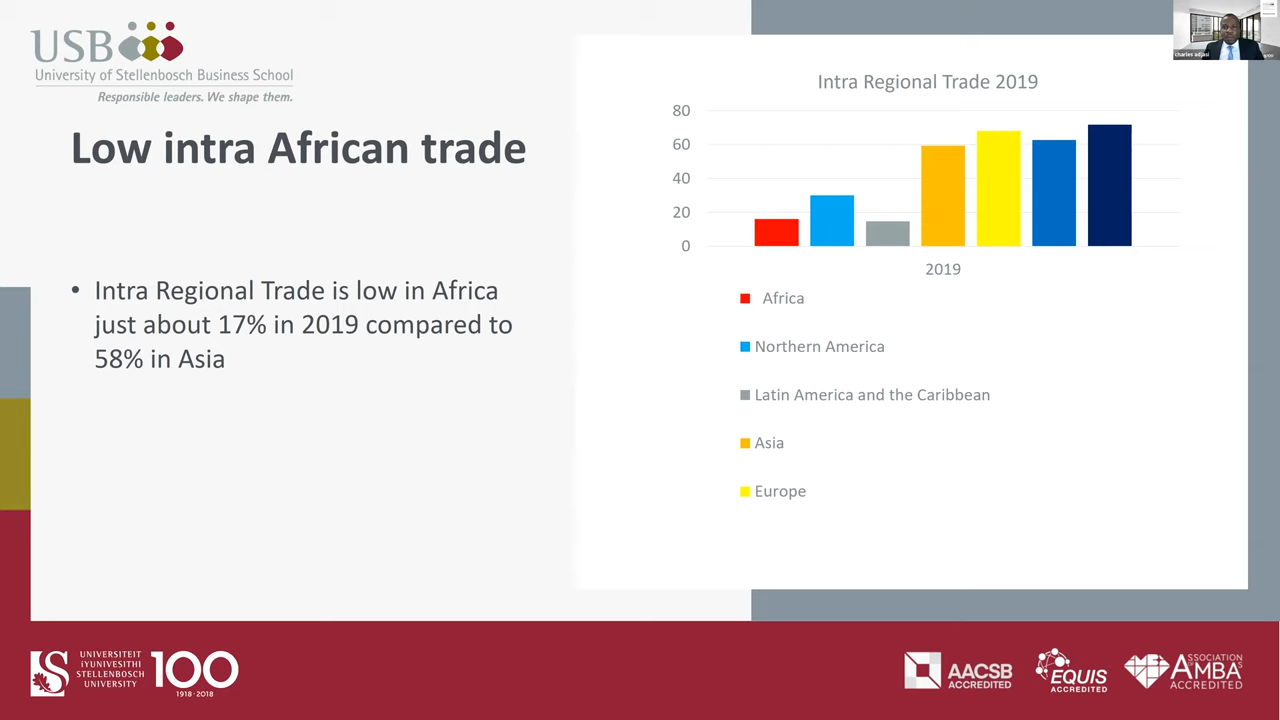 USB
University of Stellenbosch Business School
Responsible leaders. We shape them.
Low intra African trade
• Intra Regional Trade is low in Africa
just about 17% in 2019 compared to
58% in Asia
charles adjasi
Intra Regional Trade 2019
80
60
40
20
0
2019
Africa
Northern America
Latin America and the Caribbean
Asia
Europe
UNIVERSITEIT
iYUNIVESITHI
STELLENBOSCH
UNIVERSITY
100
1918·2018
AACSB
ACCREDITED
EQUIS
ACCREDITED
ASSOCIATION
AMBA
ACCREDITED